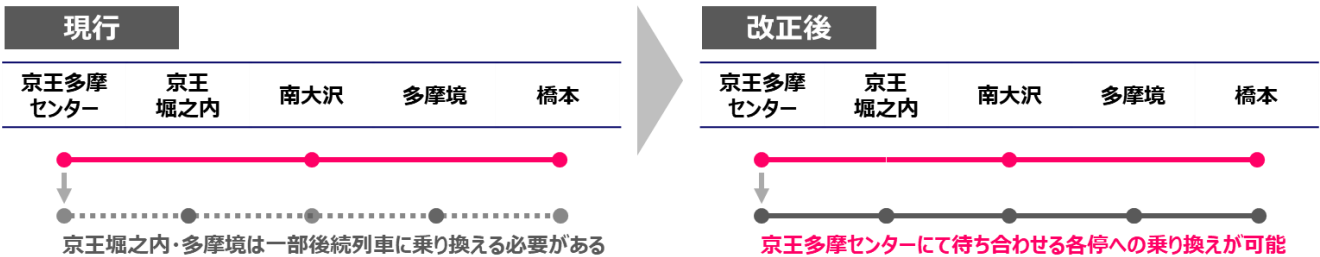 現行
京王多摩
センター
京王
堀之内
南大沢
多摩境
橋本
京王堀之内・多摩境は一部後続列車に乗り換える必要がある
改正後
京王多摩
センター
京王
堀之内
南大沢
多摩境
橋本
京王多摩センターにて待ち合わせる各停への乗り換えが可能